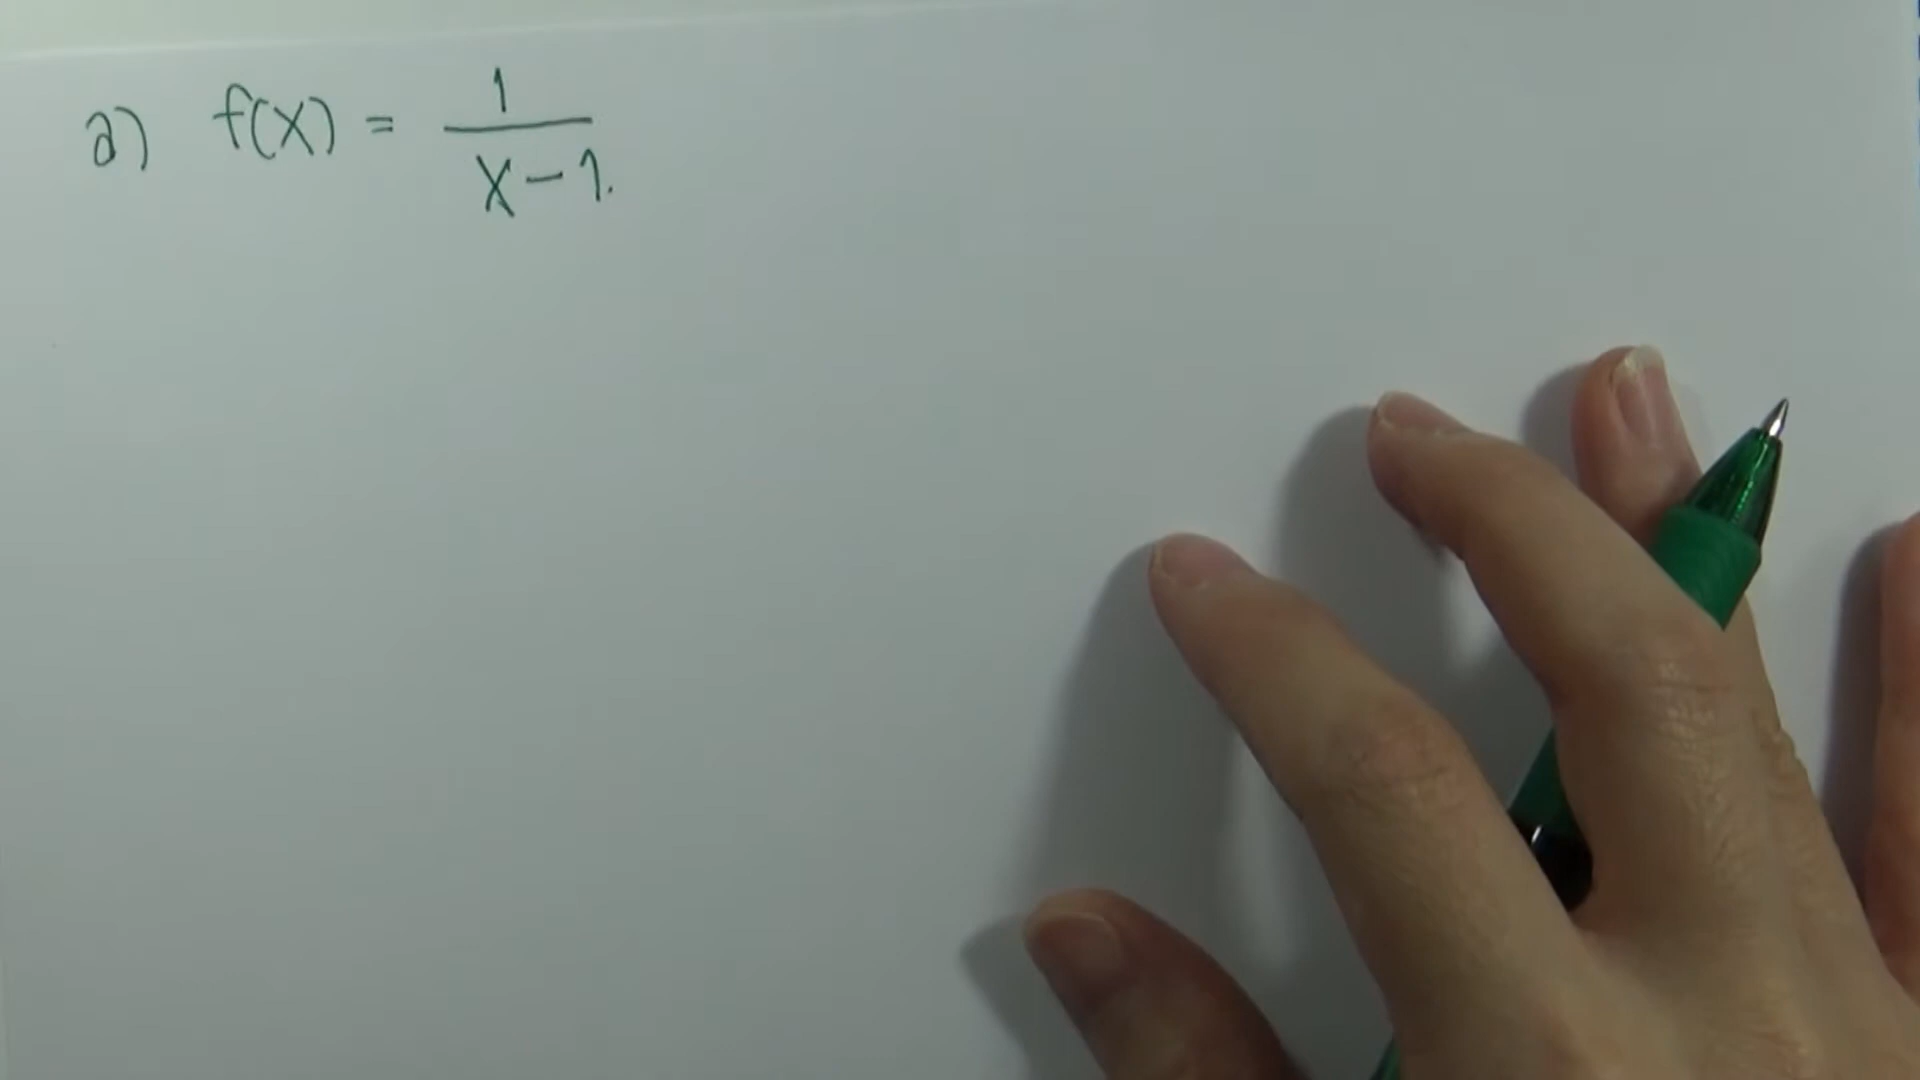 a) f(x) = 1/(x-1)